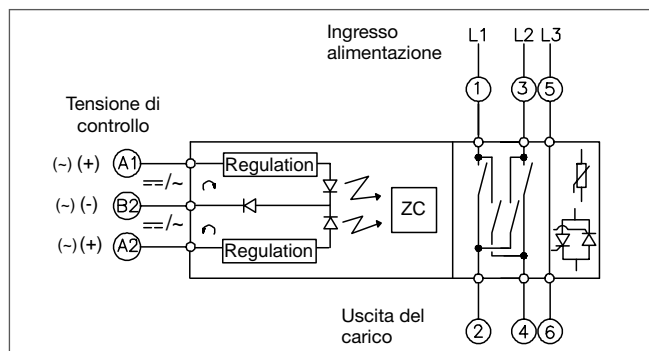 Ingresso
alimentazione
L1 L2 L3
1 3 5
Tensione di
controllo
(~) (+) A1 Regulation
==/~
(~) (-) B2 ZC
==/~
(~) (+) A2 Regulation
Uscita del
carico
2 4 6